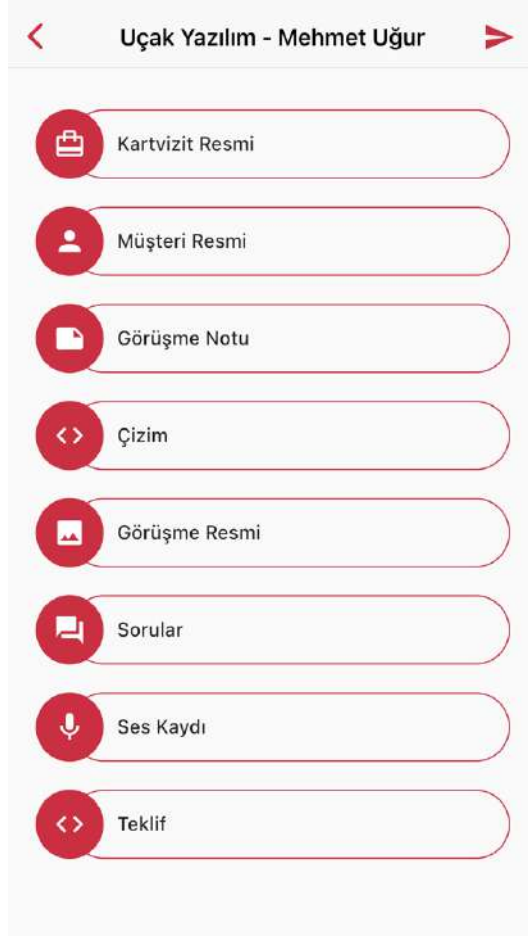 Uçak Yazılım - Mehmet Uğur
Kartvizit Resmi
Müşteri Resmi
Görüşme Notu
Çizim
Görüşme Resmi
Sorular
Ses Kaydı
Teklif